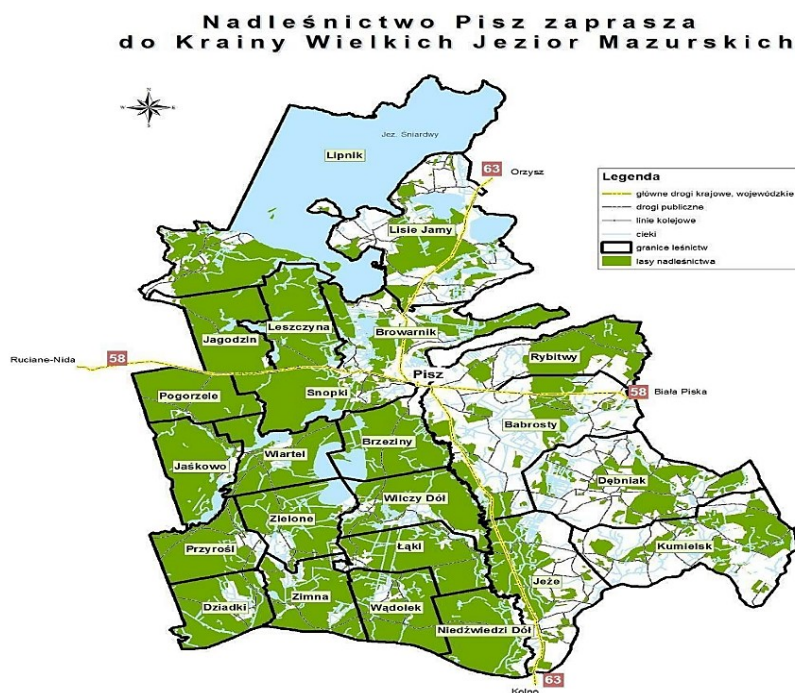 Nadleśnictwo Pisz zaprasza
do Krainy Wielkich Jezior Mazurskich
N
W
E
S
Jez. Śniardwy
Lipnik
63
Orzysz
Legenda
główne drogi krajowe, wojewódzkie
drogi publiczne
linie kolejowe
cieki
granice leśnictw
lasy nadleśnictwa
Lisie Jamy
Leszczyna
Jagodzin
Browarnik
Rybitwy
Ruciane-Nida
58
Pisz
Pogorzele
Snopki
58
Biała Piska
Babrosty
Brzeziny
Wiartel
Jaśkowo
Dębniak
Wilczy Dół
Zielone
Przyrośl
Łąki
Kumielsk
Jeże
Dziadki
Zimna
Wądołek
Niedźwiedzi Dół
63
Kolno